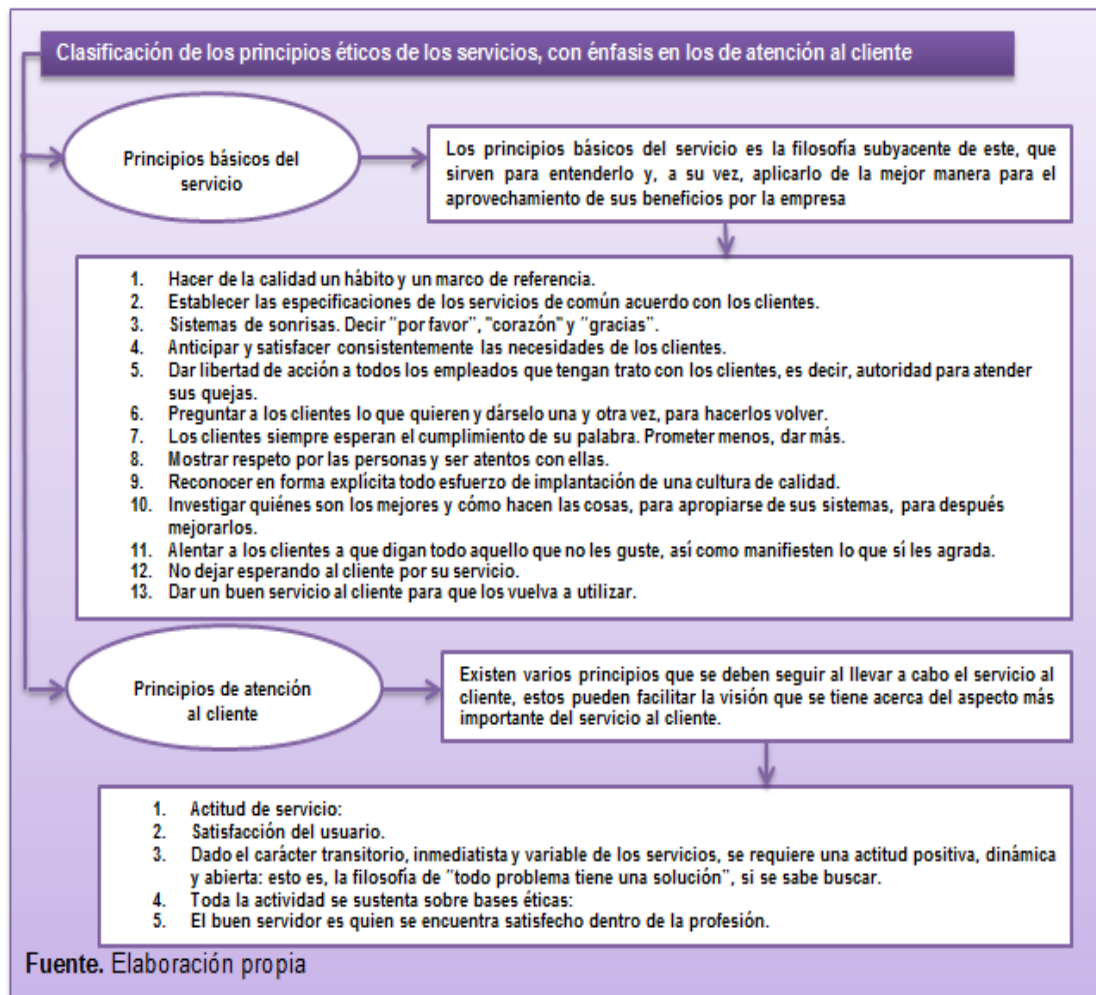 Clasificación de los principios éticos de los servicios, con énfasis en los de atención al cliente
Principios básicos del
servicio
Los principios básicos del servicio es la filosofía subyacente de este, que
sirven para entenderlo y, a su vez, aplicarlo de la mejor manera para el
aprovechamiento de sus beneficios por la empresa
1. Hacer de la calidad un hábito y un marco de referencia.
2. Establecer las especificaciones de los servicios de común acuerdo con los clientes.
3. Sistemas de sonrisas. Decir "por favor", "corazón" y "gracias".
4. Anticipar y satisfacer consistentemente las necesidades de los clientes.
5. Dar libertad de acción a todos los empleados que tengan trato con los clientes, es decir, autoridad para atender
sus quejas.
6. Preguntar a los clientes lo que quieren y dárselo una y otra vez, para hacerlos volver.
7. Los clientes siempre esperan el cumplimiento de su palabra. Prometer menos, dar más.
8. Mostrar respeto por las personas y ser atentos con ellas.
9. Reconocer en forma explícita todo esfuerzo de implantación de una cultura de calidad.
10. Investigar quiénes son los mejores y cómo hacen las cosas, para apropiarse de sus sistemas, para después
mejorarlos.
11. Alentar a los clientes a que digan todo aquello que no les guste, así como manifiesten lo que sí les agrada.
12. No dejar esperando al cliente por su servicio.
13. Dar un buen servicio al cliente para que los vuelva a utilizar.
Principios de atención
al cliente
Existen varios principios que se deben seguir al llevar a cabo el servicio al
cliente, estos pueden facilitar la visión que se tiene acerca del aspecto más
importante del servicio al cliente.
1. Actitud de servicio:
2. Satisfacción del usuario.
3. Dado el carácter transitorio, inmediatista y variable de los servicios, se requiere una actitud positiva, dinámica
y abierta: esto es, la filosofía de "todo problema tiene una solución", si se sabe buscar.
4. Toda la actividad se sustenta sobre bases éticas:
5. El buen servidor es quien se encuentra satisfecho dentro de la profesión.
Fuente. Elaboración propia